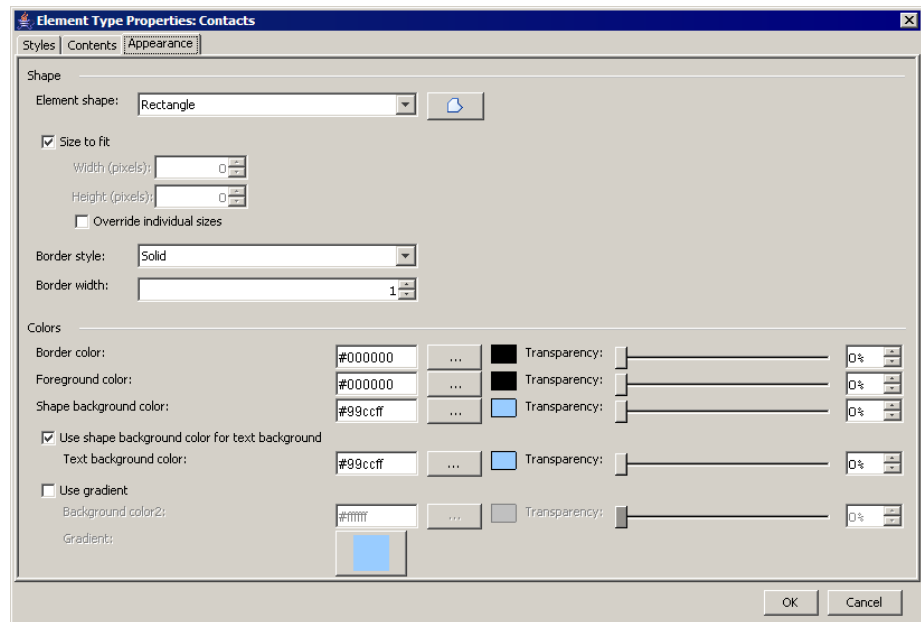 Element Type Properties: Contacts
Styles Contents Appearance
Shape
Element shape: Rectangle
Size to fit
Width (pixels): 0
Height (pixels): 0
Override individual sizes
Border style: Solid
Border width: 1
Colors
Border color: #000000 ... Transparency: 0%
Foreground color: #000000 ... Transparency: 0%
Shape background color: #99ccff ... Transparency: 0%
Use shape background color for text background
Text background color: #99ccff ... Transparency: 0%
Use gradient
Background color2: #ffffff ... Transparency: 0%
Gradient:
OK Cancel